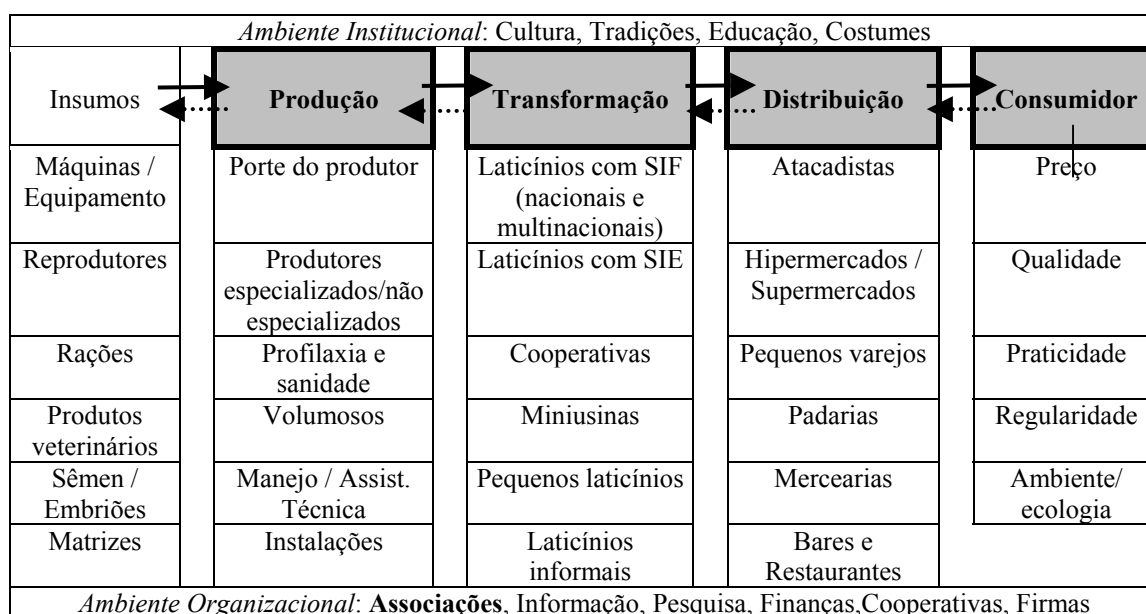 Ambiente Institucional: Cultura, Tradições, Educação, Costumes
Insumos
Produção
Transformação
Distribuição
Consumidor
Máquinas /
Equipamento
Porte do produtor
Laticínios com SIF
(nacionais e
multinacionais)
Atacadistas
Preço
Reprodutores
Produtores
especializados/não
especializados
Laticínios com SIE
Hipermercados /
Supermercados
Qualidade
Rações
Profilaxia e
sanidade
Cooperativas
Pequenos varejos
Praticidade
Produtos
veterinários
Volumosos
Miniusinas
Padarias
Regularidade
Sêmen /
Embriões
Manejo / Assist.
Técnica
Pequenos laticínios
Mercearias
Ambiente/
ecologia
Matrizes
Instalações
Laticínios
informais
Bares e
Restaurantes
Ambiente Organizacional: Associações, Informação, Pesquisa, Finanças,Cooperativas, Firmas